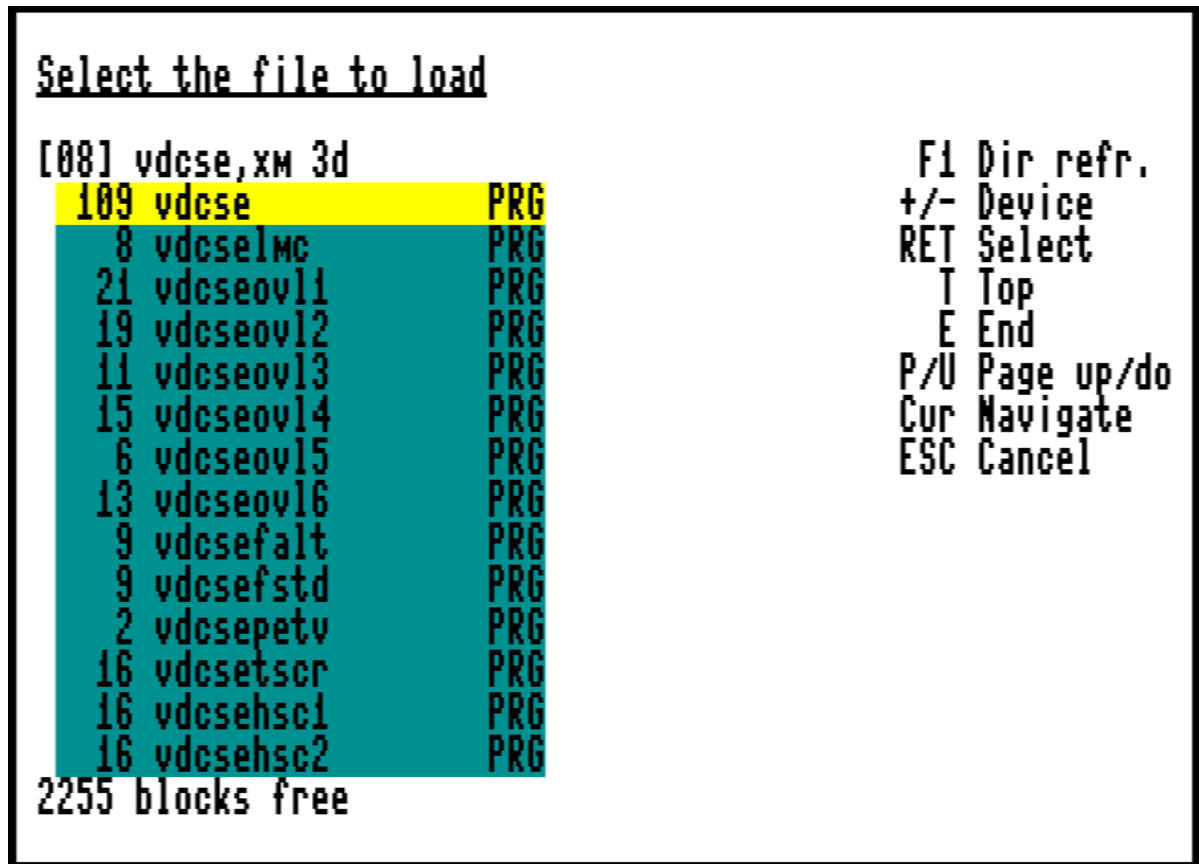 Select the file to load
[08] vdcse,xм 3d F1 Dir refr.
109 vdcse PRG +/- Device
8 vdcselмc PRG RET Select
21 vdcseovl1 PRG T Top
19 vdcseovl2 PRG E End
11 vdcseovl3 PRG P/U Page up/do
15 vdcseovl4 PRG Cur Navigate
6 vdcseovl5 PRG ESC Cancel
13 vdcseovl6 PRG
9 vdcsefalt PRG
9 vdcsefstd PRG
2 vdcsepetv PRG
16 vdcsetscr PRG
16 vdcsehsc1 PRG
16 vdcsehsc2 PRG
2255 blocks free